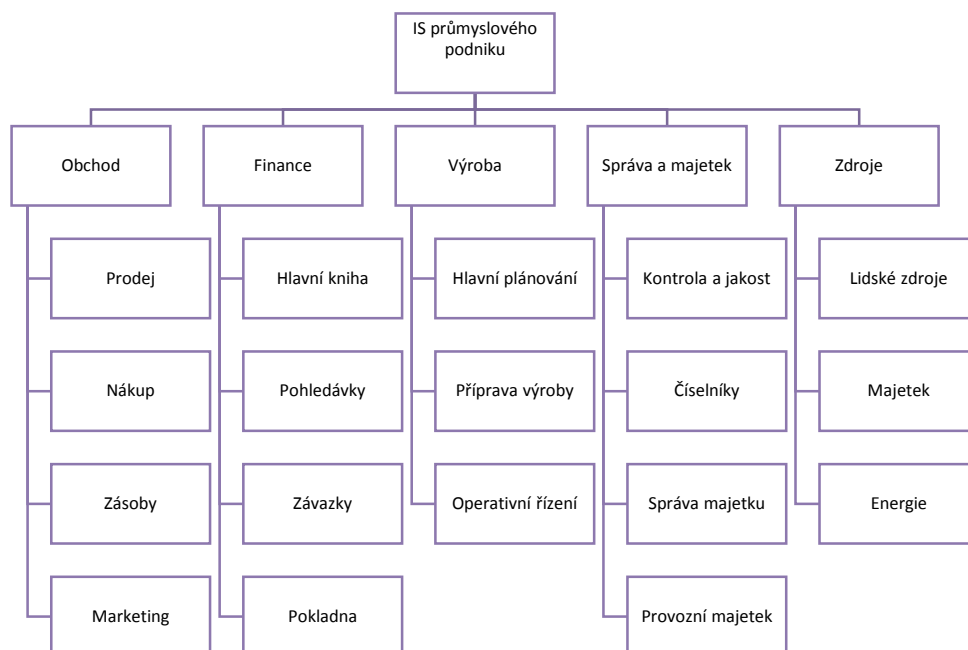 IS průmyslového
podniku
Obchod
Finance
Výroba
Správa a majetek
Zdroje
Prodej
Hlavní kniha
Hlavní plánování
Kontrola a jakost
Lidské zdroje
Nákup
Pohledávky
Příprava výroby
Číselníky
Majetek
Zásoby
Závazky
Operativní řízení
Správa majetku
Energie
Marketing
Pokladna
Provozní majetek